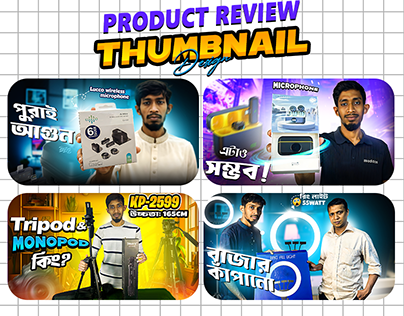 PRODUCT REVIEW
THUMBNAIL
Design
Lucco wireless
microphone
পুরাই
আগুন
MICROPHONE
এটাও
সম্ভব!
KP-2599
উচ্চতা: 165CM
Tripod &
MONOPOD
কিং?
রিং লাইট
55WATT
বাজার
কাপানো